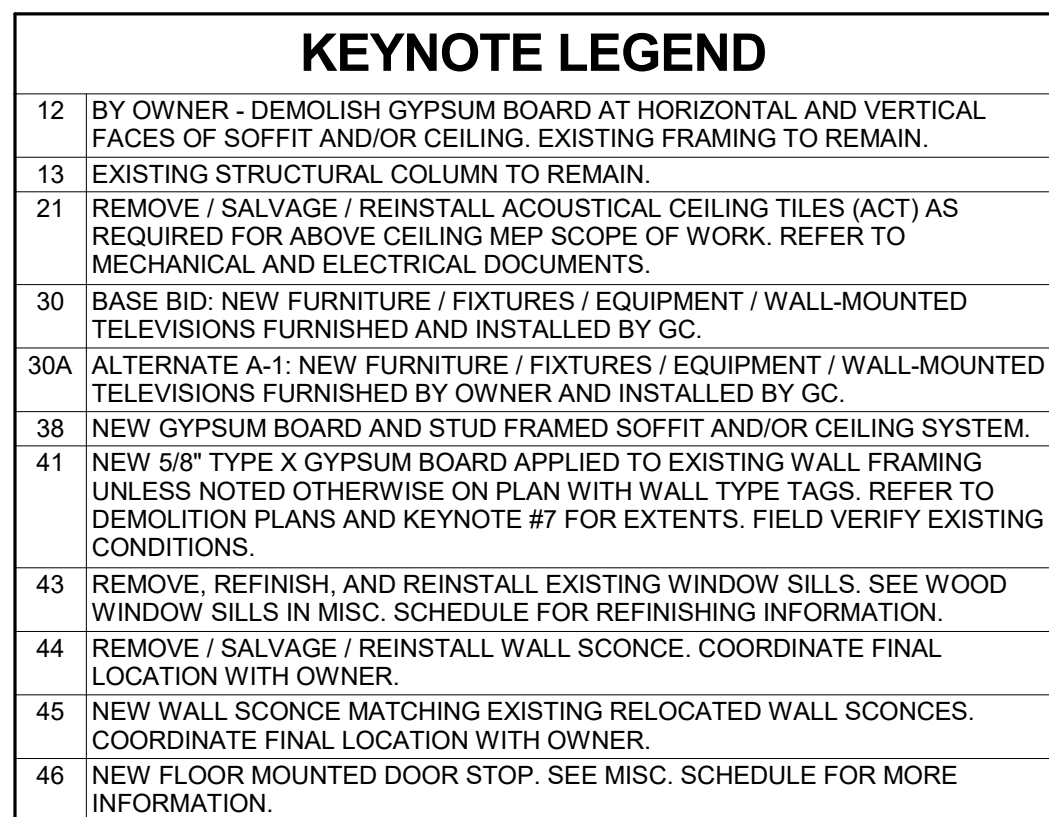 KEYNOTE LEGEND
12 BY OWNER - DEMOLISH GYPSUM BOARD AT HORIZONTAL AND VERTICAL
FACES OF SOFFIT AND/OR CEILING. EXISTING FRAMING TO REMAIN.
13 EXISTING STRUCTURAL COLUMN TO REMAIN.
21 REMOVE / SALVAGE / REINSTALL ACOUSTICAL CEILING TILES (ACT) AS
REQUIRED FOR ABOVE CEILING MEP SCOPE OF WORK. REFER TO
MECHANICAL AND ELECTRICAL DOCUMENTS.
30 BASE BID: NEW FURNITURE / FIXTURES / EQUIPMENT / WALL-MOUNTED
TELEVISIONS FURNISHED AND INSTALLED BY GC.
30A ALTERNATE A-1: NEW FURNITURE / FIXTURES / EQUIPMENT / WALL-MOUNTED
TELEVISIONS FURNISHED BY OWNER AND INSTALLED BY GC.
38 NEW GYPSUM BOARD AND STUD FRAMED SOFFIT AND/OR CEILING SYSTEM.
41 NEW 5/8" TYPE X GYPSUM BOARD APPLIED TO EXISTING WALL FRAMING
UNLESS NOTED OTHERWISE ON PLAN WITH WALL TYPE TAGS. REFER TO
DEMOLITION PLANS AND KEYNOTE #7 FOR EXTENTS. FIELD VERIFY EXISTING
CONDITIONS.
43 REMOVE, REFINISH, AND REINSTALL EXISTING WINDOW SILLS. SEE WOOD
WINDOW SILLS IN MISC. SCHEDULE FOR REFINISHING INFORMATION.
44 REMOVE / SALVAGE / REINSTALL WALL SCONCE. COORDINATE FINAL
LOCATION WITH OWNER.
45 NEW WALL SCONCE MATCHING EXISTING RELOCATED WALL SCONCES.
COORDINATE FINAL LOCATION WITH OWNER.
46 NEW FLOOR MOUNTED DOOR STOP. SEE MISC. SCHEDULE FOR MORE
INFORMATION.